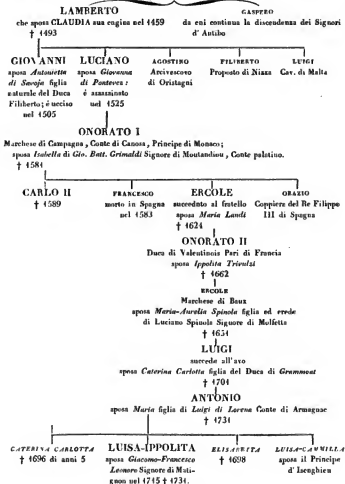 LAMBERTO
che sposa CLAUDIA sua cugina nel 1459
† 1493
GASPERO
da cui continua la discendenza dei Signori
d' Antibo
GIOVANNI
sposa Antonietta
di Savoja figlia
naturale del Duca
Filiberto; è ucciso
nel 1505
LUCIANO
sposa Giovanna
di Ponteves:
è assassinato
nel 1525
AGOSTINO
Arcivescovo
di Oristagni
FILIBERTO
Proposto di Nizza
LUIGI
Cav. di Malta
ONORATO I
Marchese di Campagna, Conte di Canosa, Principe di Monaco;
sposa Isabella di Gio. Batt. Grimaldi Signore di Moutandiou, Conte palatino.
† 1581
CARLO II
† 1589
FRANCESCO
morto in Spagna
nel 1583
ERCOLE
succeduto al fratello
sposa Maria Landi
† 1624
ORAZIO
Coppiere del Re Filippo
III di Spagna
ONORATO II
Duca di Valentinois Pari di Francia
sposa Ippolita Trivulzi
† 1662
ERCOLE
Marchese di Baux
sposa Maria-Aurelia Spinola figlia ed erede
di Luciano Spinola Signore di Molfetta
† 1651
LUIGI
succede all'avo
sposa Caterina Carlotta figlia del Duca di Grammont
† 1701
ANTONIO
sposa Maria figlia di Luigi di Lorena Conte di Armagnac
† 1731
CATERINA CARLOTTA
† 1696 di anni 5
LUISA-IPPOLITA
sposa Giacomo-Francesco
Leonoro Signore di Mati-
gnon nel 1715 † 1731.
ELISABETTA
† 1698
LUISA-CAMMILLA
sposa il Principe
d'Isenghien